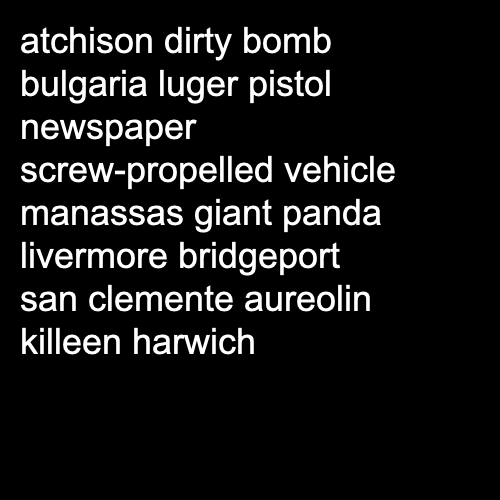 atchison dirty bomb
bulgaria luger pistol
newspaper
screw-propelled vehicle
manassas giant panda
livermore bridgeport
san clemente aureolin
killeen harwich